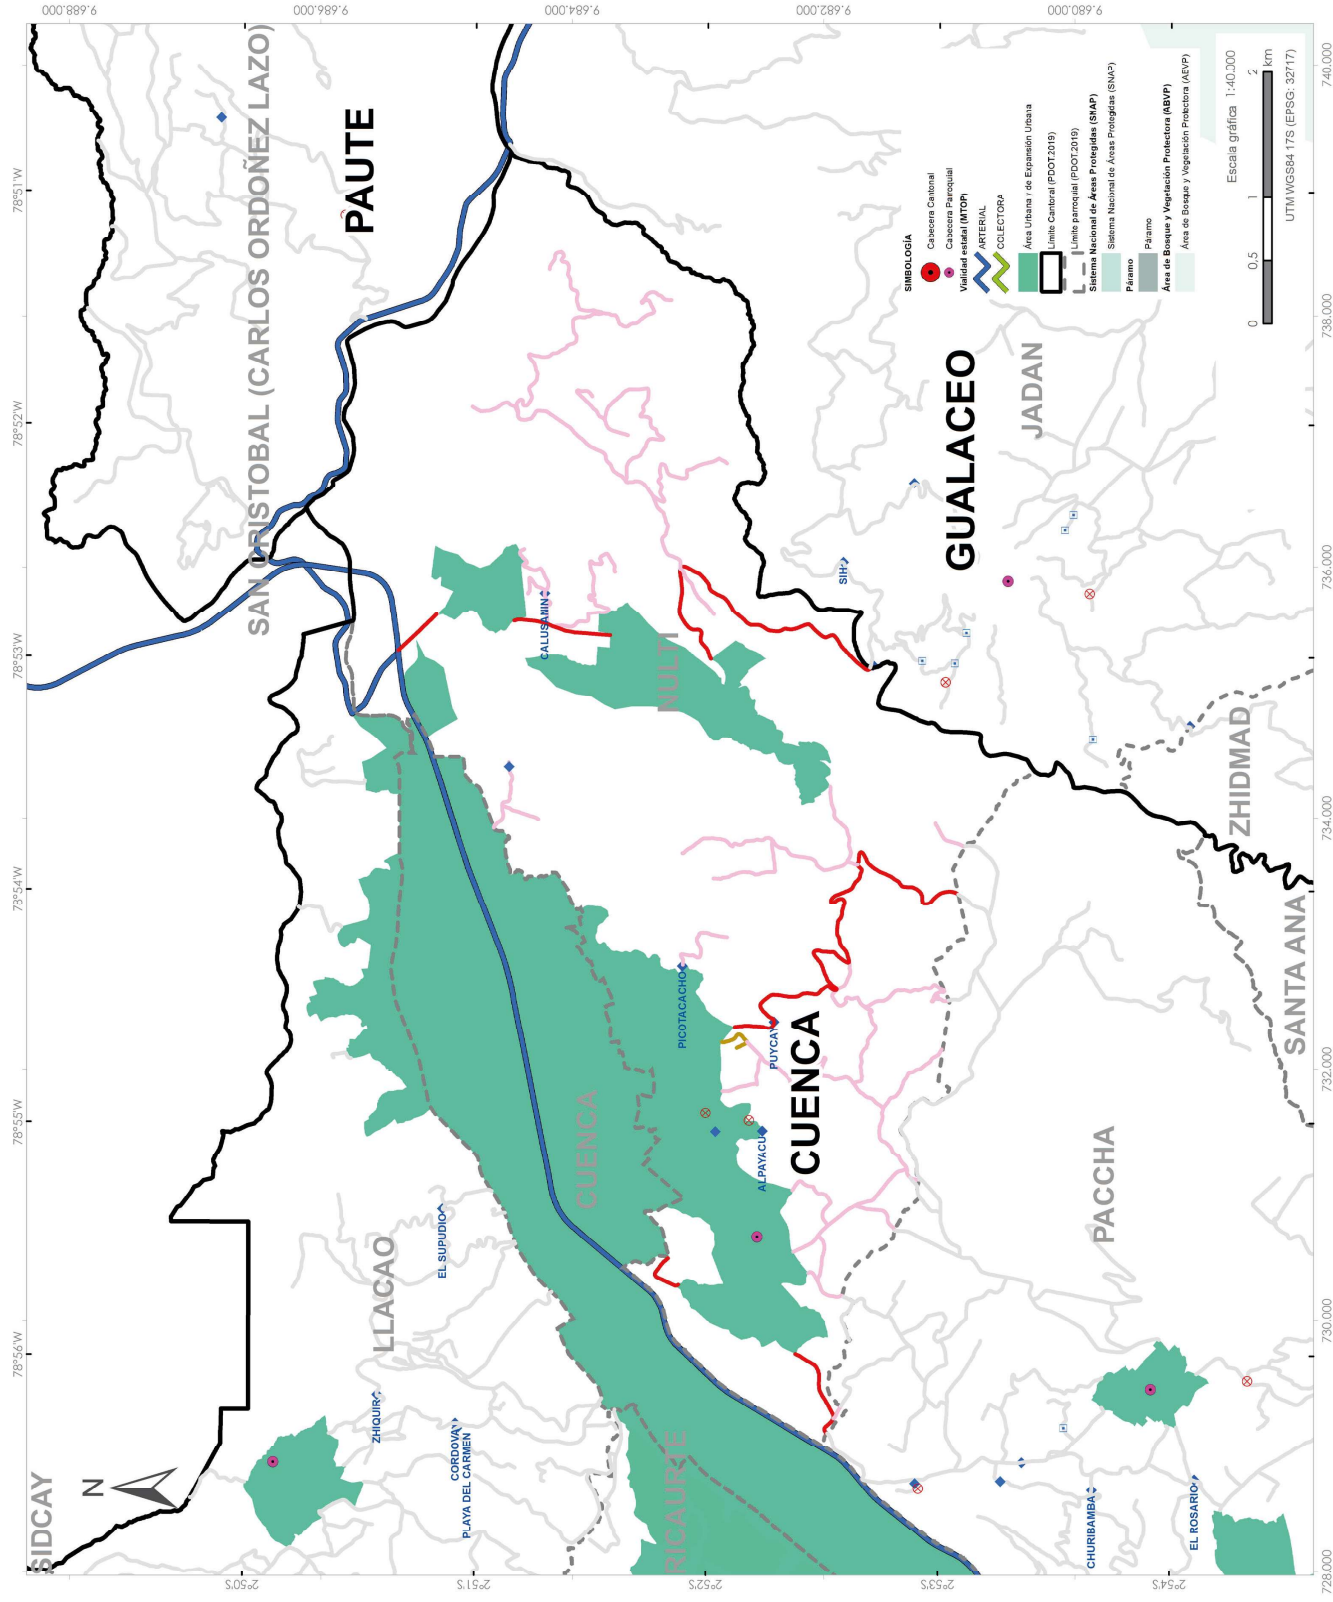 78°56'W
78°55'W
73°54'W
78°53'W
78°52'W
78°51'W
9.688.000
9.686.000
9.684.000
9.682.000
9.680.000
2°50'S
2°51'S
2°52'S
2°53'S
2°54'S
728.000
730.000
732.000
734.000
736.000
738.000
740.000
SIDCAY
N
SAN CRISTOBAL (CARLOS ORDOÑEZ LAZO)
PAUTE
LLACAO
ZHIQUIR
EL SUPUDIO
CORDOVA
PLAYA DEL CARMEN
CALUSAMIN
CUENCA
RICAURTE
NULTI
PICOTACACHO
PUYCAY
ALPAYACU
CUENCA
SIHI
GUALACEO
JADAN
PACCHA
CHURIBAMBA
EL ROSARIO
ZHIDMAD
SANTA ANA
SIMBOLOGÍA
Cabecera Cantonal
Cabecera Parroquial
Vialidad estatal (MTOP)
ARTERIAL
COLECTORA
Área Urbana / de Expansión Urbana
Límite Cantonal (PDOT2019)
Límite parroquial (PDOT2019)
Sistema Nacional de Áreas Protegidas (SNAP)
Sistema Nacional de Áreas Protegidas (SNAP)
Páramo
Páramo
Área de Bosque y Vegetación Protectora (ABVP)
Área de Bosque y Vegetación Protectora (AEVP)
Escala gráfica 1:40.000
0 0,5 1 2
km
UTM WGS84 17S (EPSG: 32717)